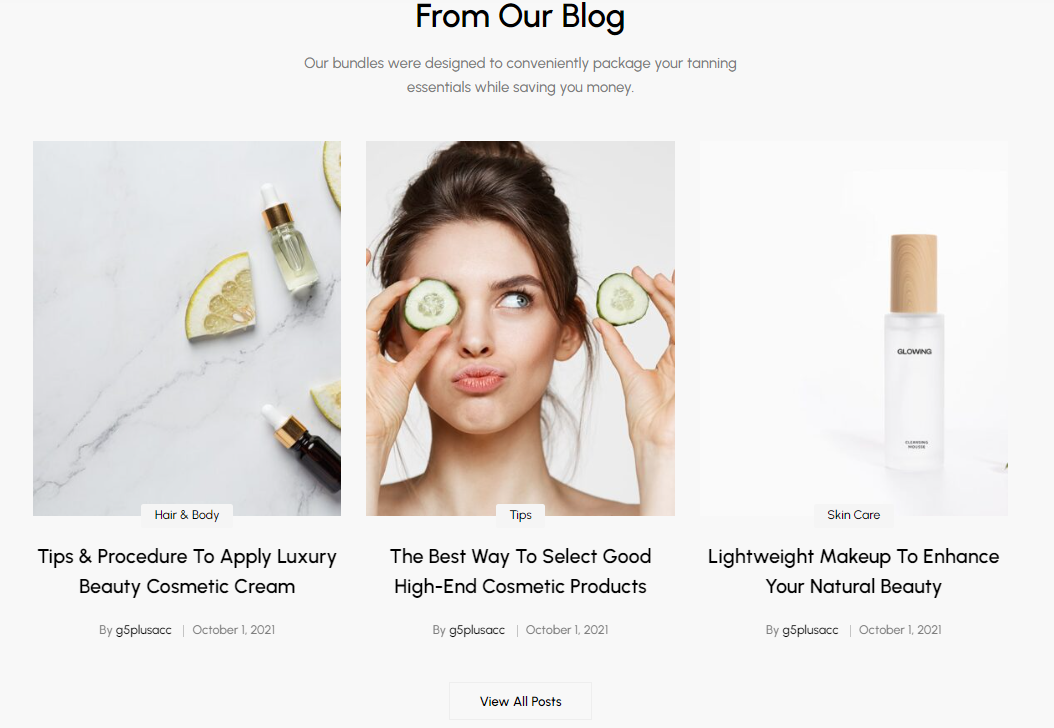 From Our Blog
Our bundles were designed to conveniently package your tanning
essentials while saving you money.
GLOWING
CLEANSING
MOUSSE
Hair & Body
Tips
Skin Care
Tips & Procedure To Apply Luxury
Beauty Cosmetic Cream
The Best Way To Select Good
High-End Cosmetic Products
Lightweight Makeup To Enhance
Your Natural Beauty
By g5plusacc | October 1, 2021
By g5plusacc | October 1, 2021
By g5plusacc | October 1, 2021
View All Posts